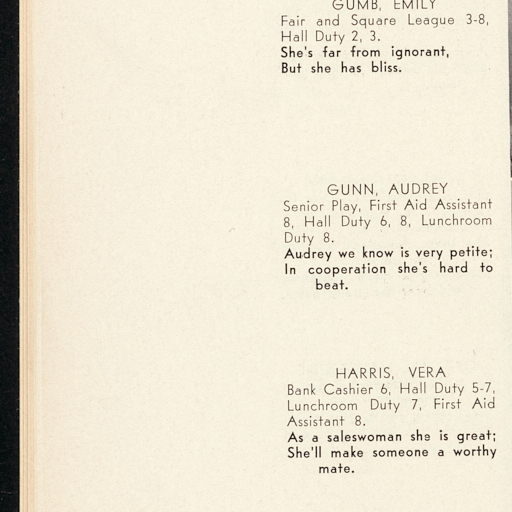 GUMB, EMILY
Fair and Square League 3-8,
Hall Duty 2, 3.
She's far from ignorant,
But she has bliss.
GUNN, AUDREY
Senior Play, First Aid Assistant
8, Hall Duty 6, 8, Lunchroom
Duty 8.
Audrey we know is very petite;
In cooperation she's hard to
beat.
HARRIS, VERA
Bank Cashier 6, Hall Duty 5-7,
Lunchroom Duty 7, First Aid
Assistant 8.
As a saleswoman she is great;
She'll make someone a worthy
mate.